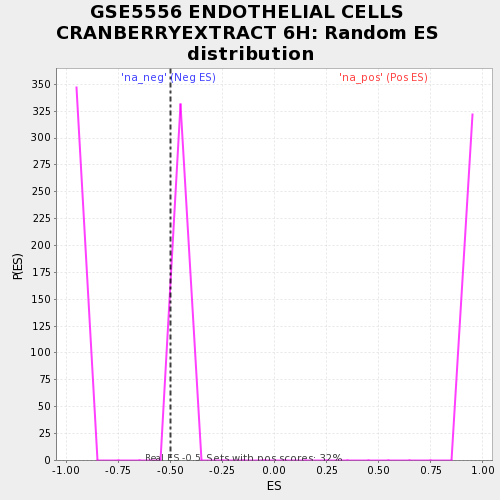 GSE5556 ENDOTHELIAL CELLS
CRANBERRYEXTRACT 6H: Random ES
distribution
'na_neg' (Neg ES)
'na_pos' (Pos ES)
350
325
300
275
250
225
200
175
150
125
100
75
50
25
0
P(ES)
Real ES -0.5 Sets with pos scores: 32%
-1.00 -0.75 -0.50 -0.25 0.00 0.25 0.50 0.75 1.00
ES